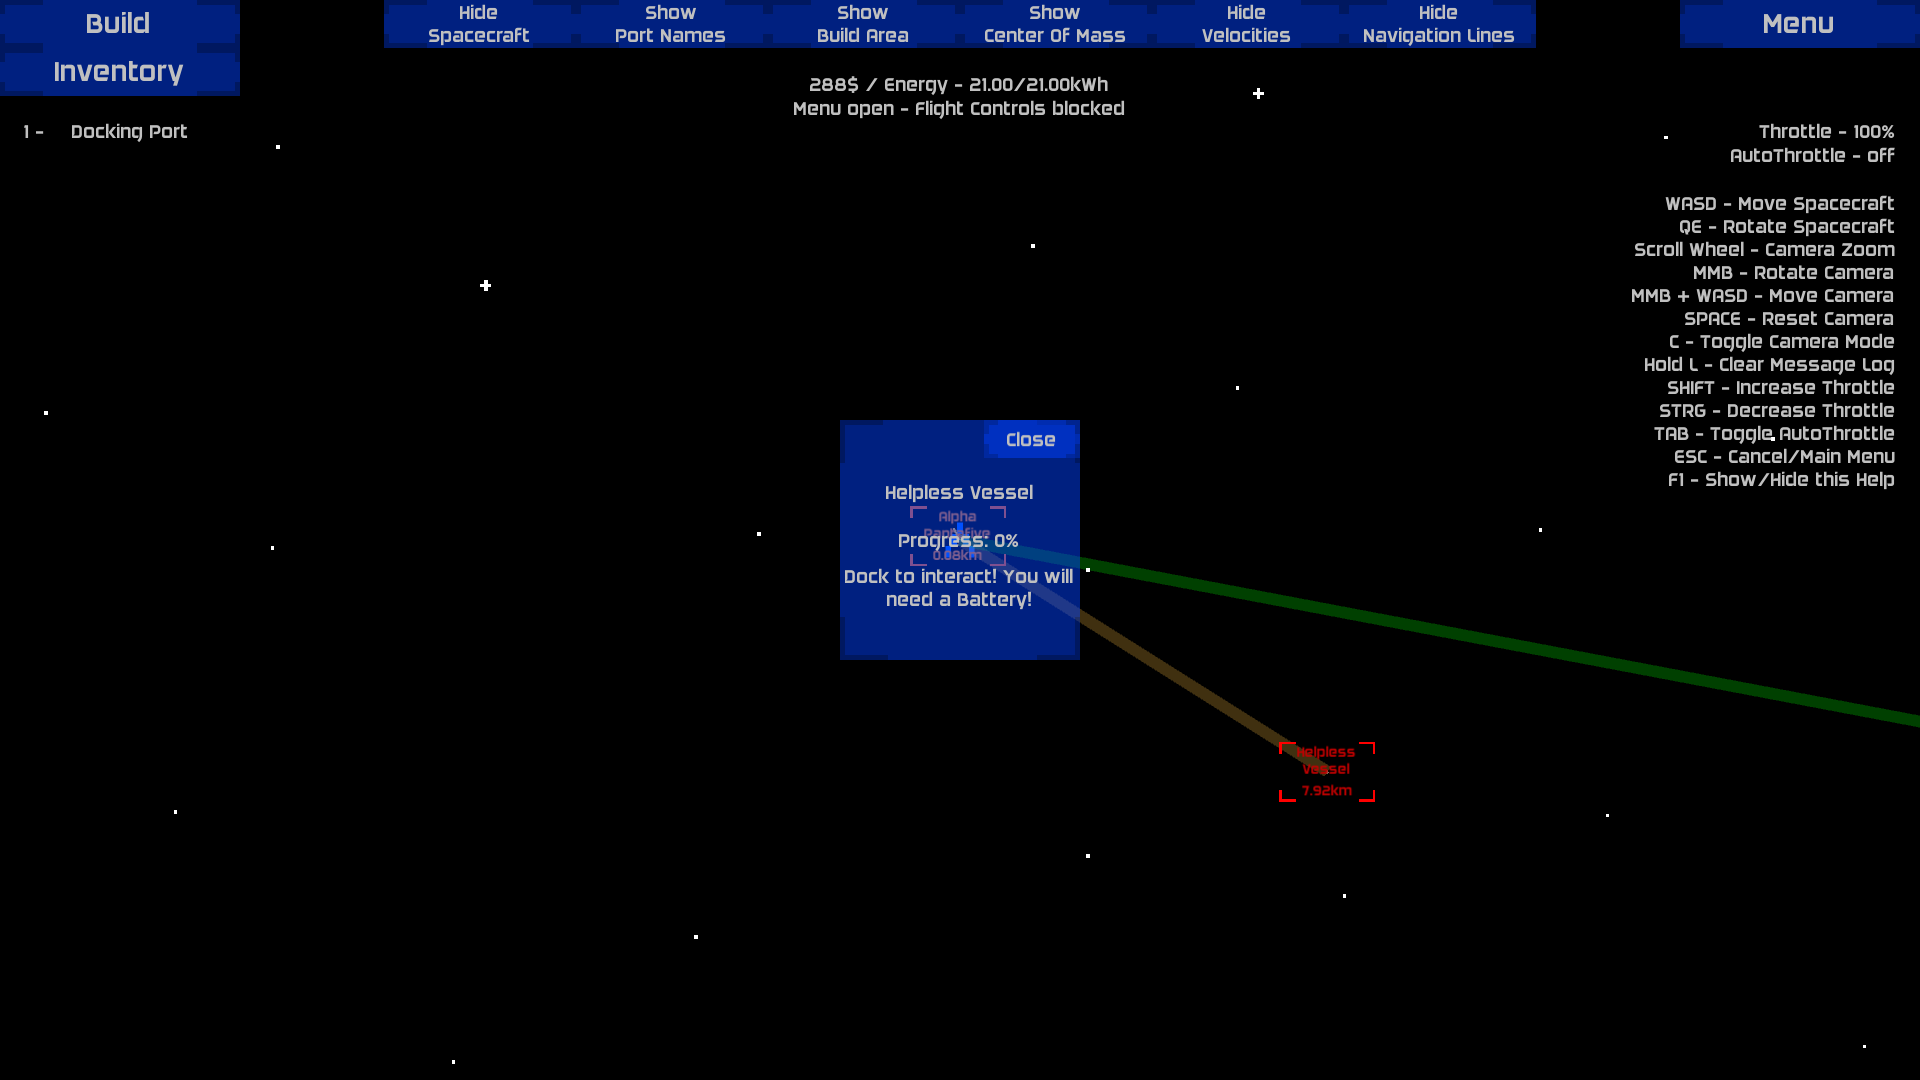 Build
Inventory
Hide
Spacecraft
Show
Port Names
Show
Build Area
Show
Center Of Mass
Hide
Velocities
Hide
Navigation Lines
Menu
288$ / Energy - 21.00/21.00kWh
Menu open - Flight Controls blocked
1 - Docking Port
Throttle - 100%
AutoThrottle - off
WASD - Move Spacecraft
QE - Rotate Spacecraft
Scroll Wheel - Camera Zoom
MMB - Rotate Camera
MMB + WASD - Move Camera
SPACE - Reset Camera
C - Toggle Camera Mode
Hold L - Clear Message Log
SHIFT - Increase Throttle
STRG - Decrease Throttle
TAB - Toggle AutoThrottle
ESC - Cancel/Main Menu
F1 - Show/Hide this Help
Close
Helpless Vessel
Alpha
Progress: 0%
0.08km
Dock to interact! You will
need a Battery!
Helpless
Vessel
7.92km